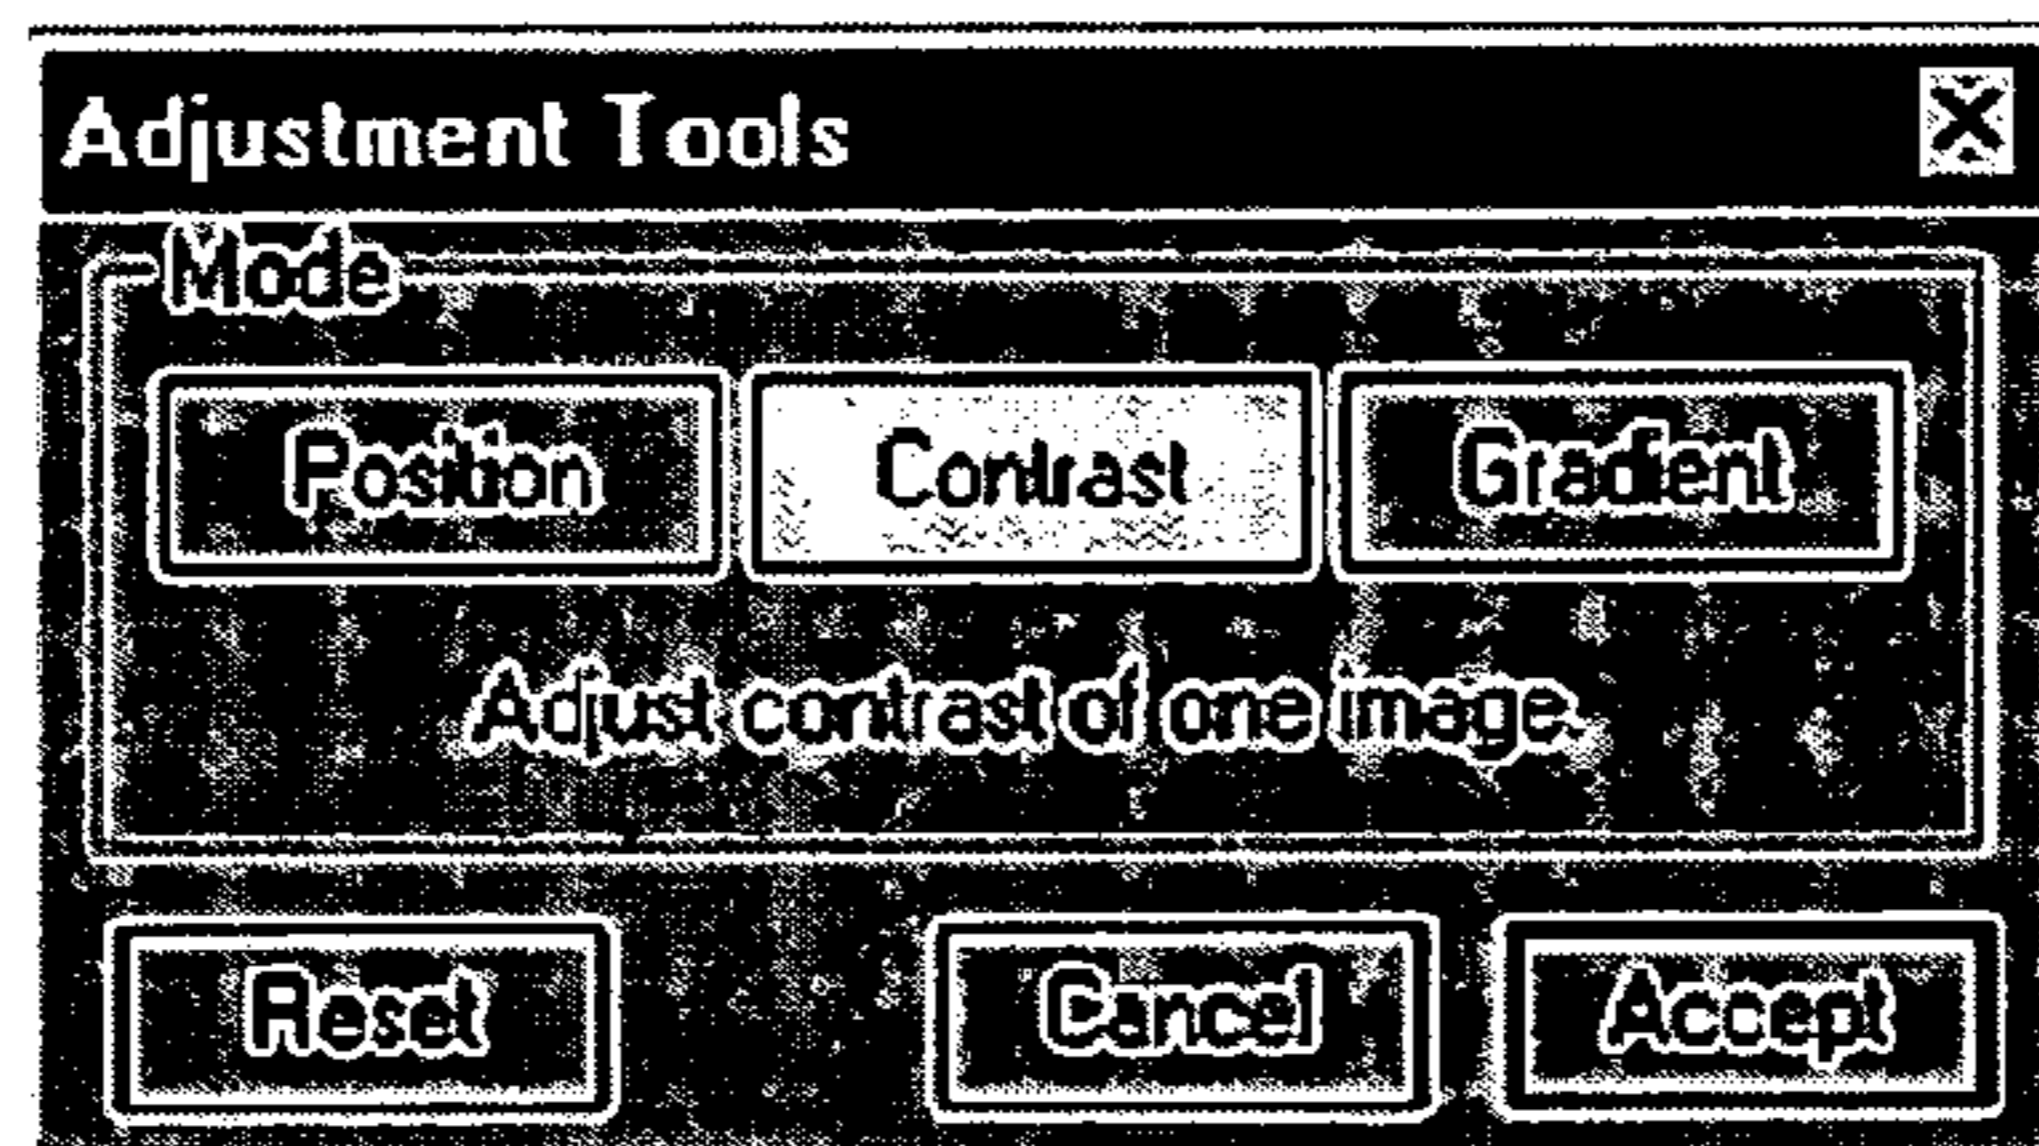 Adjustment Tools
Mode
Position Contrast Gradient
Adjust contrast of one image.
Reset Cancel Accept